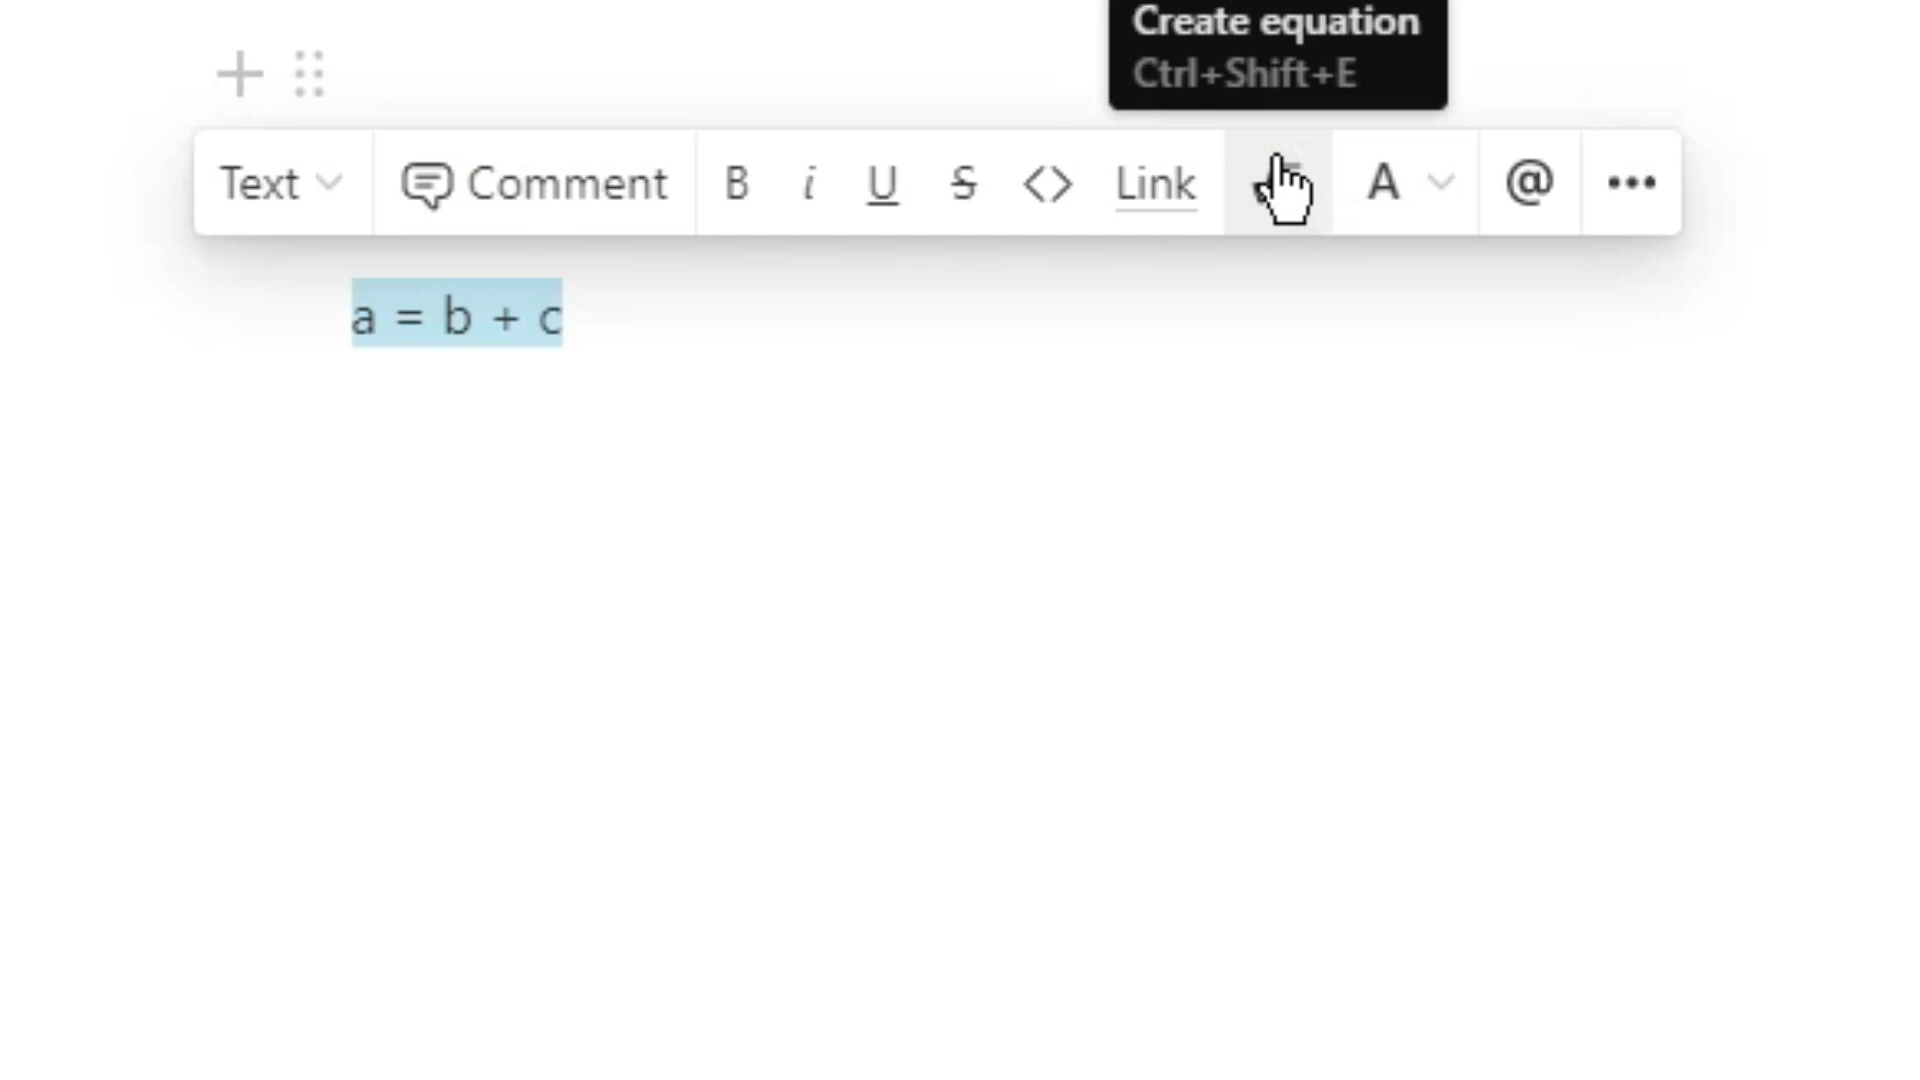 Create equation
Ctrl+Shift+E
Text Comment B i U S <> Link A @ •••
a = b + c